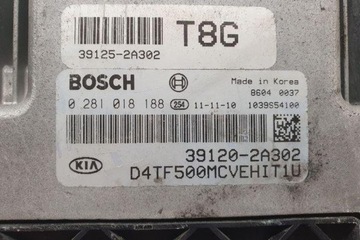 39125-2A302
T8G
BOSCH
Made in Korea
8604 0037
0 281 018 188 254 11-11-10 1039S54100
KIA
39120-2A302
D4TF500MCVEHIT1U